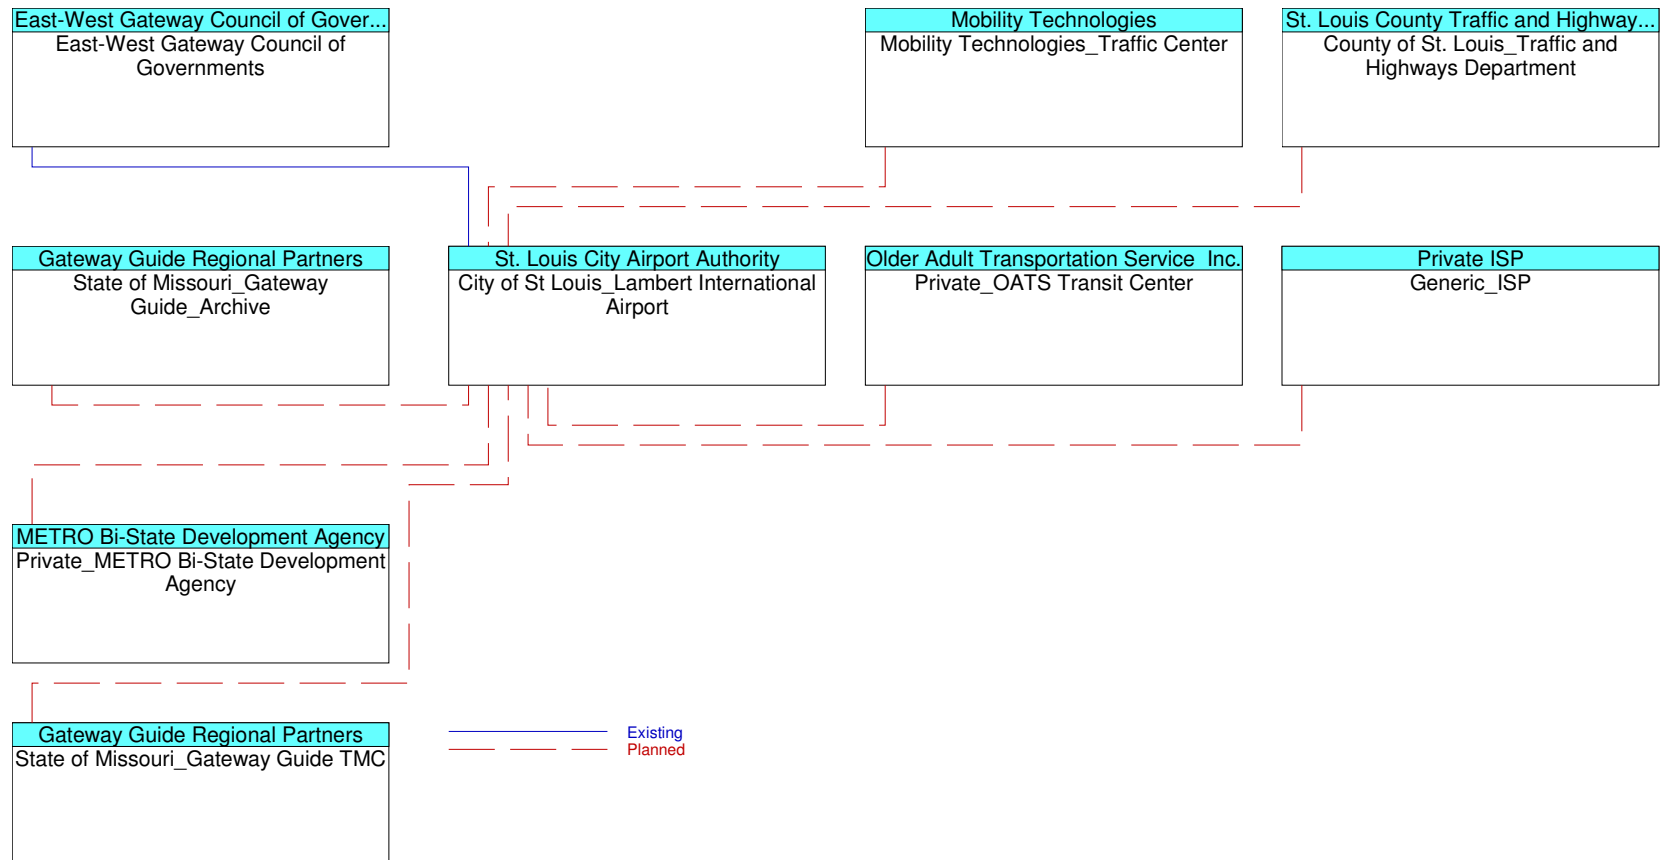 East-West Gateway Council of Gover...
East-West Gateway Council of
Governments
Mobility Technologies
Mobility Technologies_Traffic Center
St. Louis County Traffic and Highway...
County of St. Louis_Traffic and
Highways Department
Gateway Guide Regional Partners
State of Missouri_Gateway
Guide_Archive
St. Louis City Airport Authority
City of St Louis_Lambert International
Airport
Older Adult Transportation Service  Inc.
Private_OATS Transit Center
Private ISP
Generic_ISP
METRO Bi-State Development Agency
Private_METRO Bi-State Development
Agency
Gateway Guide Regional Partners
State of Missouri_Gateway Guide TMC
Existing
Planned